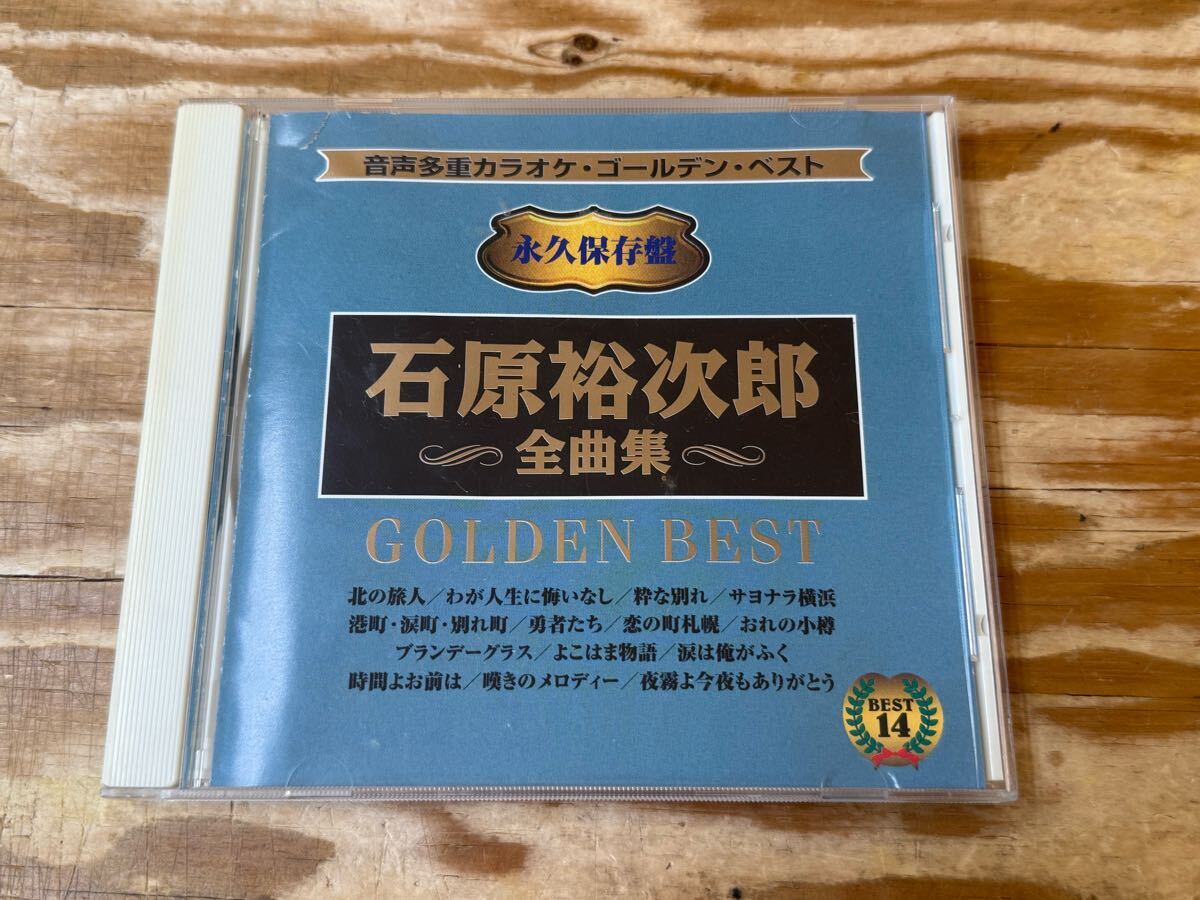 音声多重カラオケ・ゴールデン・ベスト
永久保存盤
石原裕次郎
全曲集
GOLDEN BEST
北の旅人／わが人生に悔いなし／粋な別れ／サヨナラ横浜
港町・涙町・別れ町／勇者たち／恋の町札幌／おれの小樽
ブランデーグラス／よこはま物語／涙は俺がふく
時間よお前は／嘆きのメロディー／夜霧よ今夜もありがとう
BEST
14